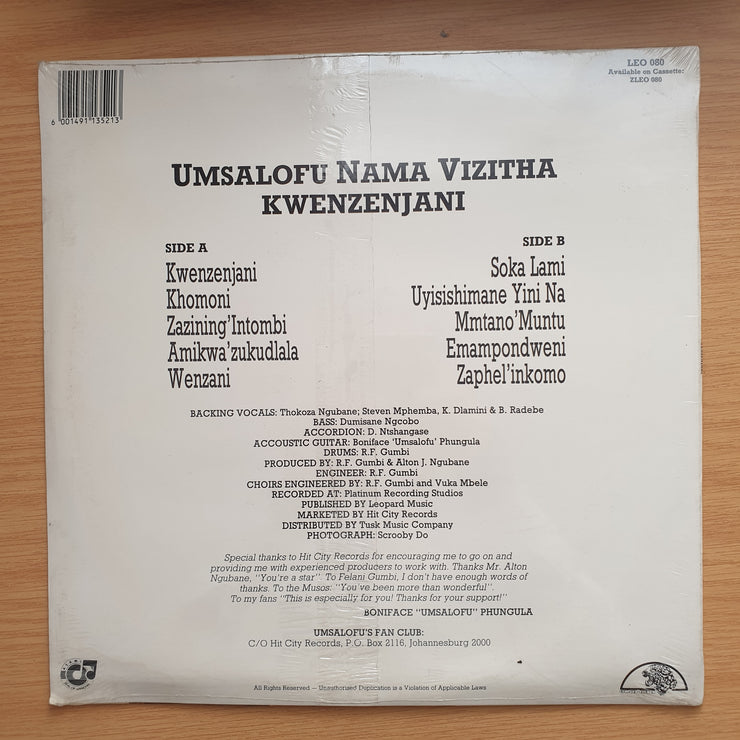 LEO 080
Available on Cassette:
ZLEO 080
6 001491 135213
UMSALOFU NAMA VIZITHA
KWENZENJANI
SIDE A
Kwenzenjani
Khomoni
Zazining'Intombi
Amikwa'zukudlala
Wenzani
SIDE B
Soka Lami
Uyisishimane Yini Na
Mmtano'Muntu
Emampondweni
Zaphel'inkomo
BACKING VOCALS: Thokoza Ngubane; Steven Mphemba, K. Dlamini & B. Radebe
BASS: Dumisane Ngcobo
ACCORDION: D. Ntshangase
ACCOUSTIC GUITAR: Boniface 'Umsalofu' Phungula
DRUMS: R.F. Gumbi
PRODUCED BY: R.F. Gumbi & Alton J. Ngubane
ENGINEER: R.F. Gumbi
CHOIRS ENGINEERED BY: R.F. Gumbi and Vuka Mbele
RECORDED AT: Platinum Recording Studios
PUBLISHED BY Leopard Music
MARKETED BY Hit City Records
DISTRIBUTED BY Tusk Music Company
PHOTOGRAPH: Scrooby Do
Special thanks to Hit City Records for encouraging me to go on and
providing me with experienced producers to work with. Thanks Mr. Alton
Ngubane, "You're a star". To Felani Gumbi, I don't have enough words of
thanks. To the Musos: "You've been more than wonderful".
To my fans "This is especially for you! Thanks for your support!"
BONIFACE "UMSALOFU" PHUNGULA
UMSALOFU'S FAN CLUB:
C/O Hit City Records, P.O. Box 2116, Johannesburg 2000
All Rights Reserved — Unauthorised Duplication is a Violation of Applicable Laws